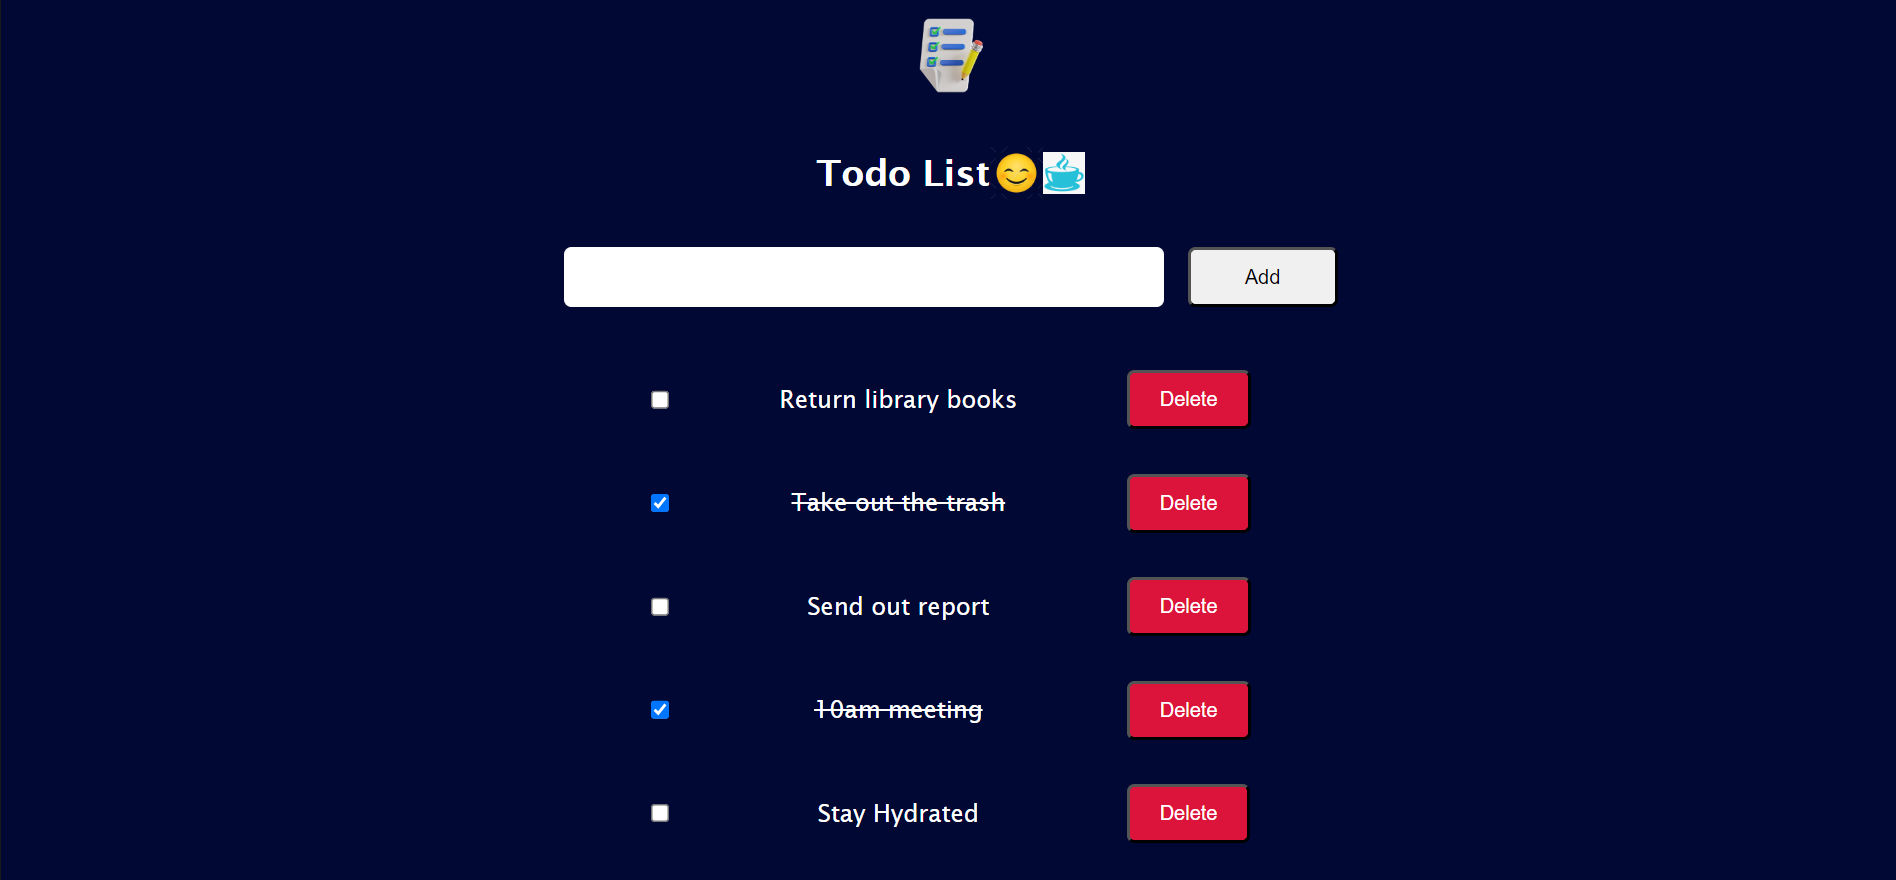 Todo List😊
Add
Return library books
Delete
Take out the trash
Delete
Send out report
Delete
10am meeting
Delete
Stay Hydrated
Delete